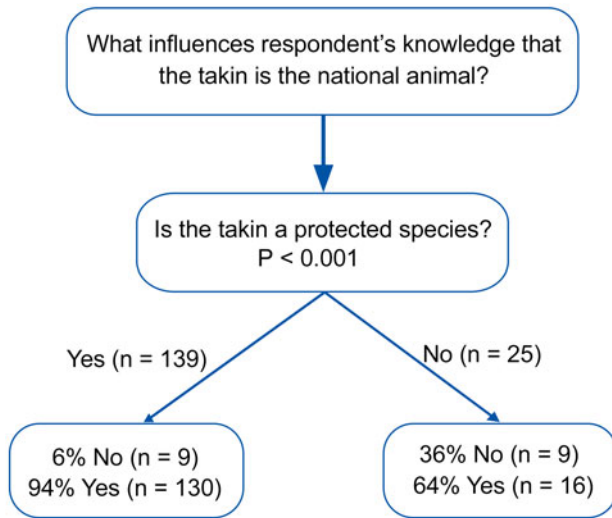 What influences respondent's knowledge that
the takin is the national animal?
Is the takin a protected species?
P < 0.001
Yes (n = 139)
No (n = 25)
6% No (n = 9)
94% Yes (n = 130)
36% No (n = 9)
64% Yes (n = 16)